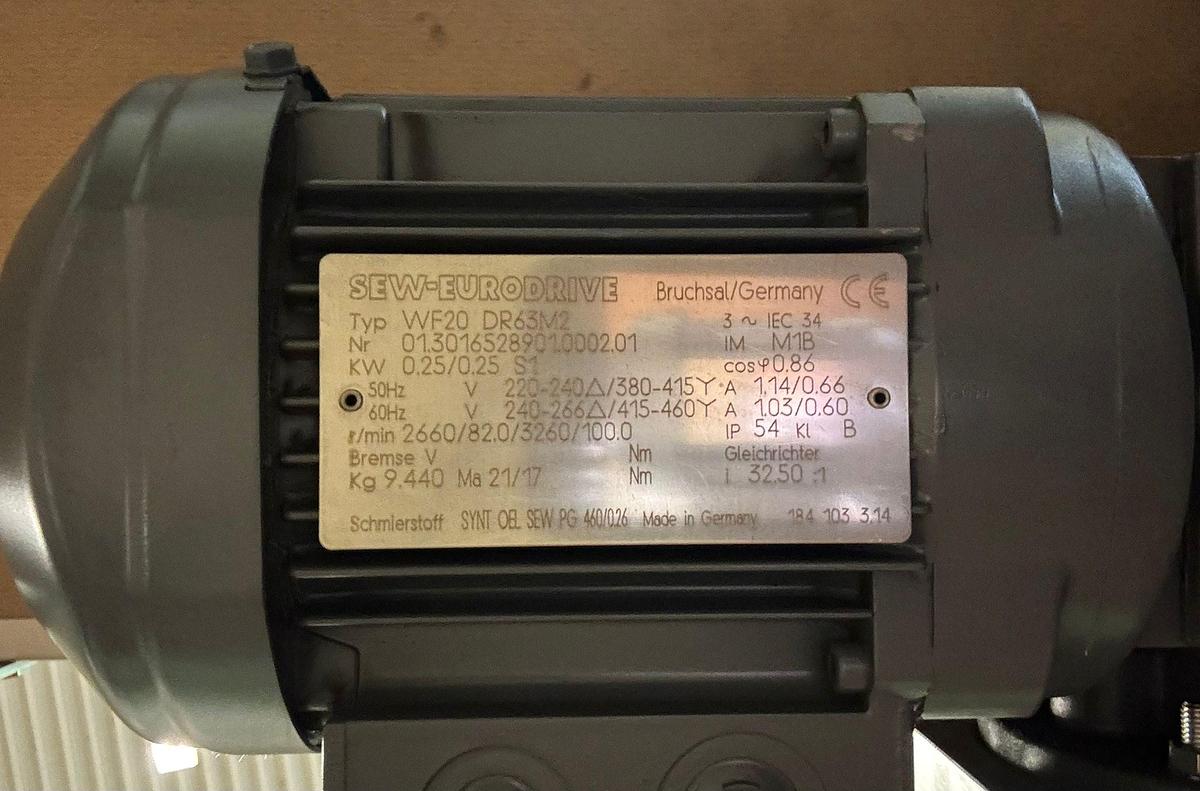 SEW-EURODRIVE Bruchsal/Germany CE
Typ WF20 DR63M2 3 ~ IEC 34
Nr 01.3016528901.0002.01 IM M1B
KW 0.25/0.25 S1 cosφ 0.86
50Hz V 220-240△/380-415Y A 1.14/0.66
60Hz V 240-266△/415-460Y A 1.03/0.60
r/min 2660/82.0/3260/100.0 IP 54 Kl B
Bremse V Nm Gleichrichter
Kg 9.440 Ma 21/17 Nm i 32.50 :1
Schmierstoff SYNT OEL SEW PG 460/0.26 Made in Germany 184 103 3.14